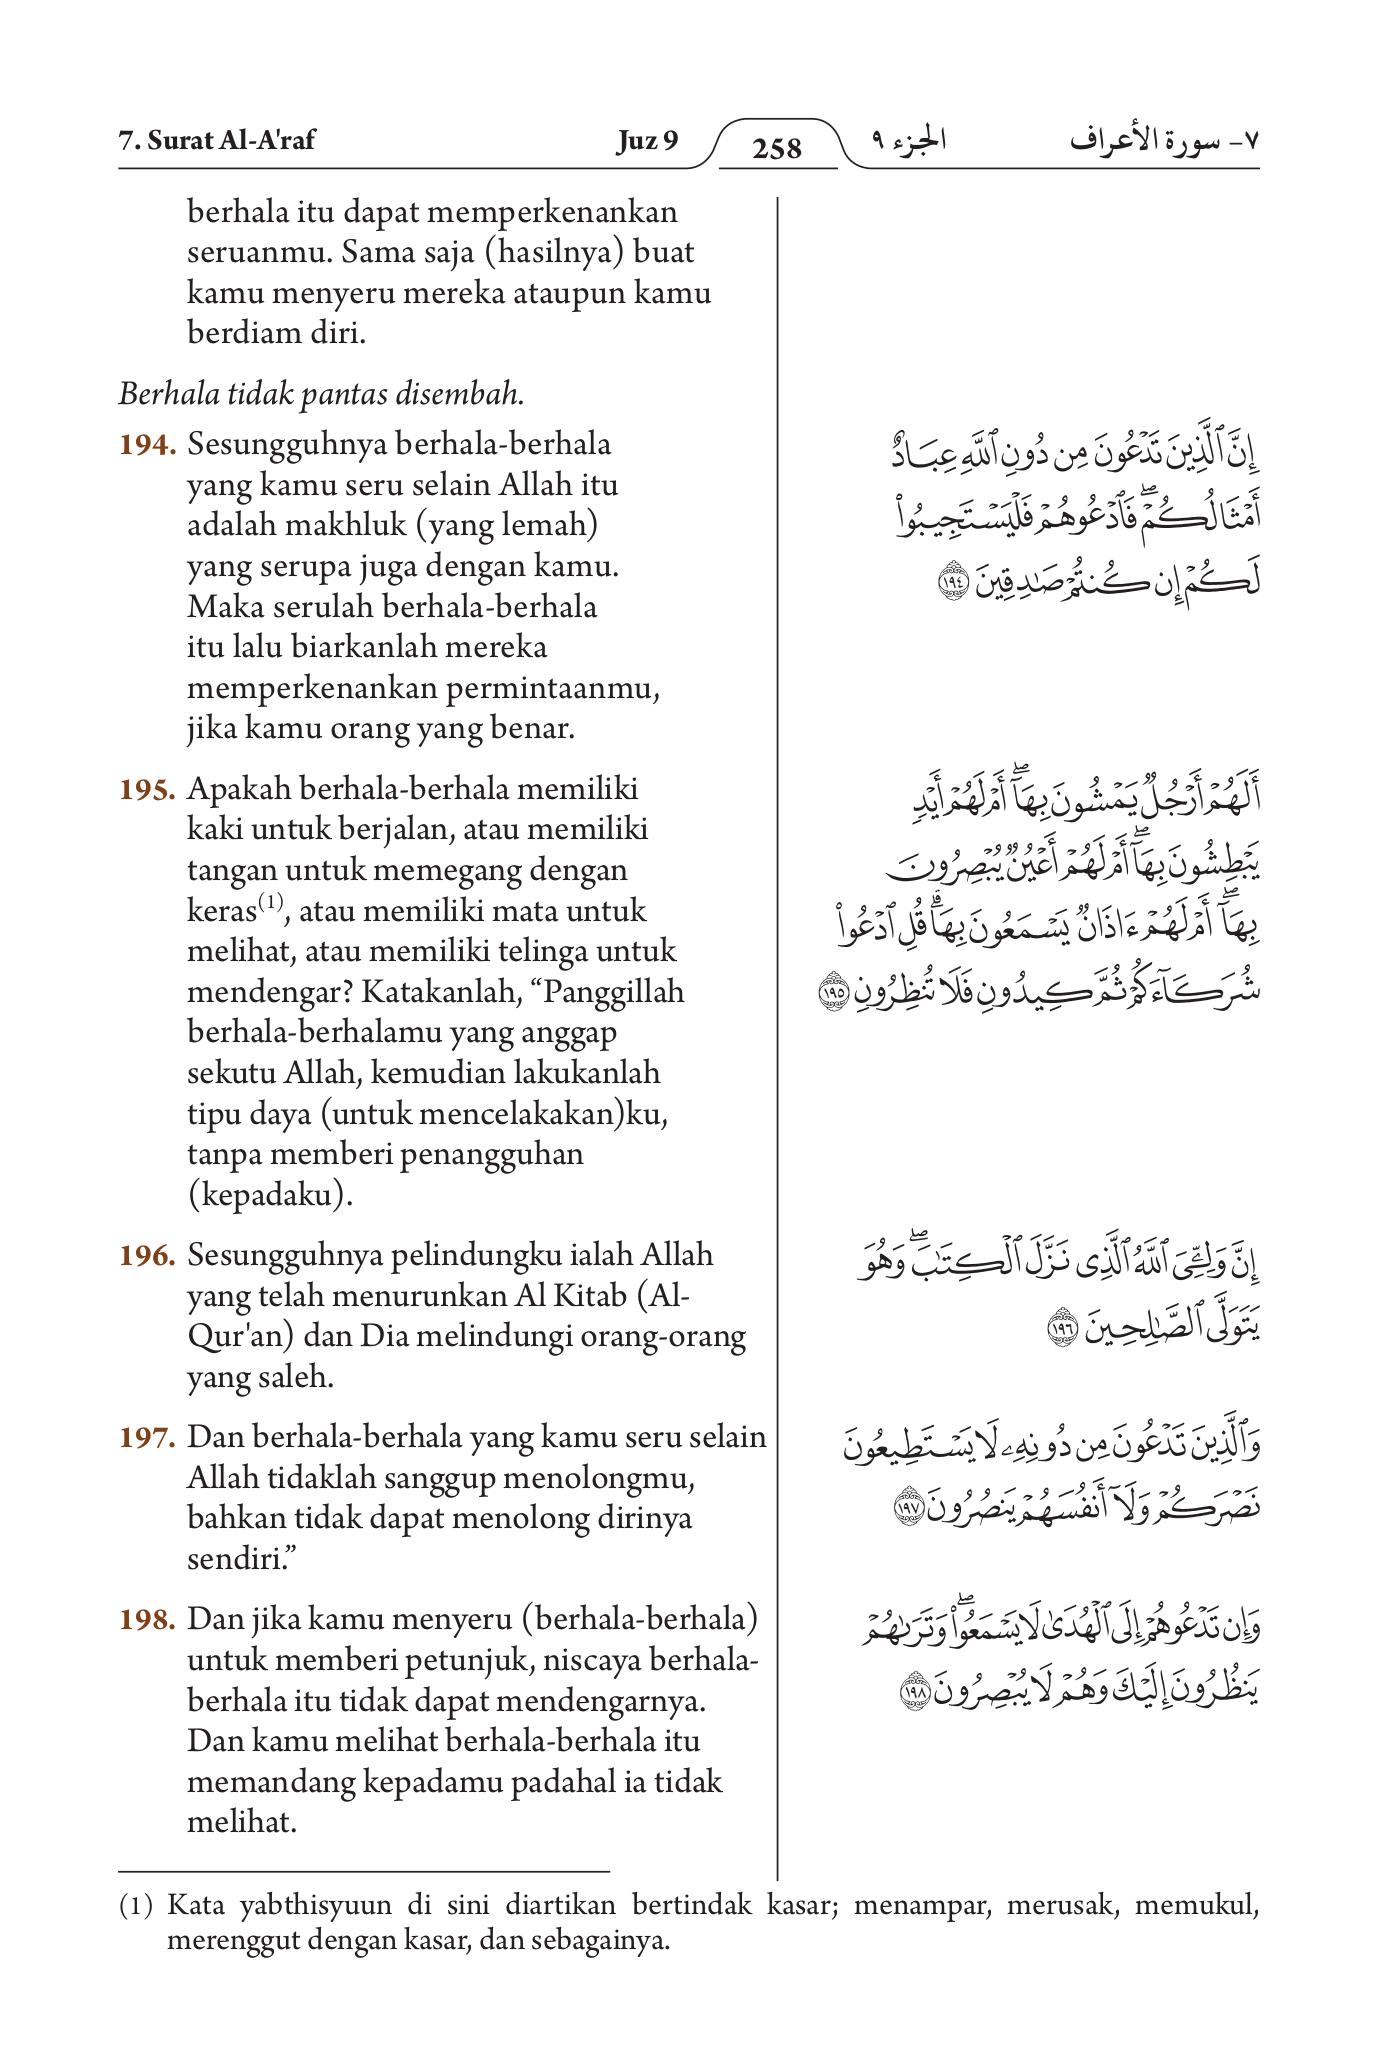 7. Surat Al-A'raf Juz 9 258 الجزء ٩ ٧- سورة الأعراف
berhala itu dapat memperkenankan
seruanmu. Sama saja (hasilnya) buat
kamu menyeru mereka ataupun kamu
berdiam diri.
Berhala tidak pantas disembah.
194. Sesungguhnya berhala-berhala
yang kamu seru selain Allah itu
adalah makhluk (yang lemah)
yang serupa juga dengan kamu.
Maka serulah berhala-berhala
itu lalu biarkanlah mereka
memperkenankan permintaanmu,
jika kamu orang yang benar.
إِنَّ ٱلَّذِينَ تَدۡعُونَ مِن دُونِ ٱللَّهِ عِبَادٌ
أَمۡثَالُكُمۡۖ فَٱدۡعُوهُمۡ فَلۡيَسۡتَجِيبُواْ
لَكُمۡ إِن كُنتُمۡ صَٰدِقِينَ ١٩٤
195. Apakah berhala-berhala memiliki
kaki untuk berjalan, atau memiliki
tangan untuk memegang dengan
keras(1), atau memiliki mata untuk
melihat, atau memiliki telinga untuk
mendengar? Katakanlah, “Panggillah
berhala-berhalamu yang anggap
sekutu Allah, kemudian lakukanlah
tipu daya (untuk mencelakakan)ku,
tanpa memberi penangguhan
(kepadaku).
أَلَهُمۡ أَرۡجُلٞ يَمۡشُونَ بِهَآۖ أَمۡ لَهُمۡ أَيۡدٖ
يَبۡطِشُونَ بِهَآۖ أَمۡ لَهُمۡ أَعۡيُنٞ يُبۡصِرُونَ
بِهَآۖ أَمۡ لَهُمۡ ءَاذَانٞ يَسۡمَعُونَ بِهَاۗ قُلِ ٱدۡعُواْ
شُرَكَآءَكُمۡ ثُمَّ كِيدُونِ فَلَا تُنظِرُونِ ١٩٥
196. Sesungguhnya pelindungku ialah Allah
yang telah menurunkan Al Kitab (Al-
Qur'an) dan Dia melindungi orang-orang
yang saleh.
إِنَّ وَلِـِّۧيَ ٱللَّهُ ٱلَّذِي نَزَّلَ ٱلۡكِتَٰبَۖ وَهُوَ
يَتَوَلَّى ٱلصَّٰلِحِينَ ١٩٦
197. Dan berhala-berhala yang kamu seru selain
Allah tidaklah sanggup menolongmu,
bahkan tidak dapat menolong dirinya
sendiri.”
وَٱلَّذِينَ تَدۡعُونَ مِن دُونِهِۦ لَا يَسۡتَطِيعُونَ
نَصۡرَكُمۡ وَلَآ أَنفُسَهُمۡ يَنصُرُونَ ١٩٧
198. Dan jika kamu menyeru (berhala-berhala)
untuk memberi petunjuk, niscaya berhala-
berhala itu tidak dapat mendengarnya.
Dan kamu melihat berhala-berhala itu
memandang kepadamu padahal ia tidak
melihat.
وَإِن تَدۡعُوهُمۡ إِلَى ٱلۡهُدَىٰ لَا يَسۡمَعُواْۖ وَتَرَىٰهُمۡ
يَنظُرُونَ إِلَيۡكَ وَهُمۡ لَا يُبۡصِرُونَ ١٩٨
(1) Kata yabthisyuun di sini diartikan bertindak kasar; menampar, merusak, memukul,
merenggut dengan kasar, dan sebagainya.